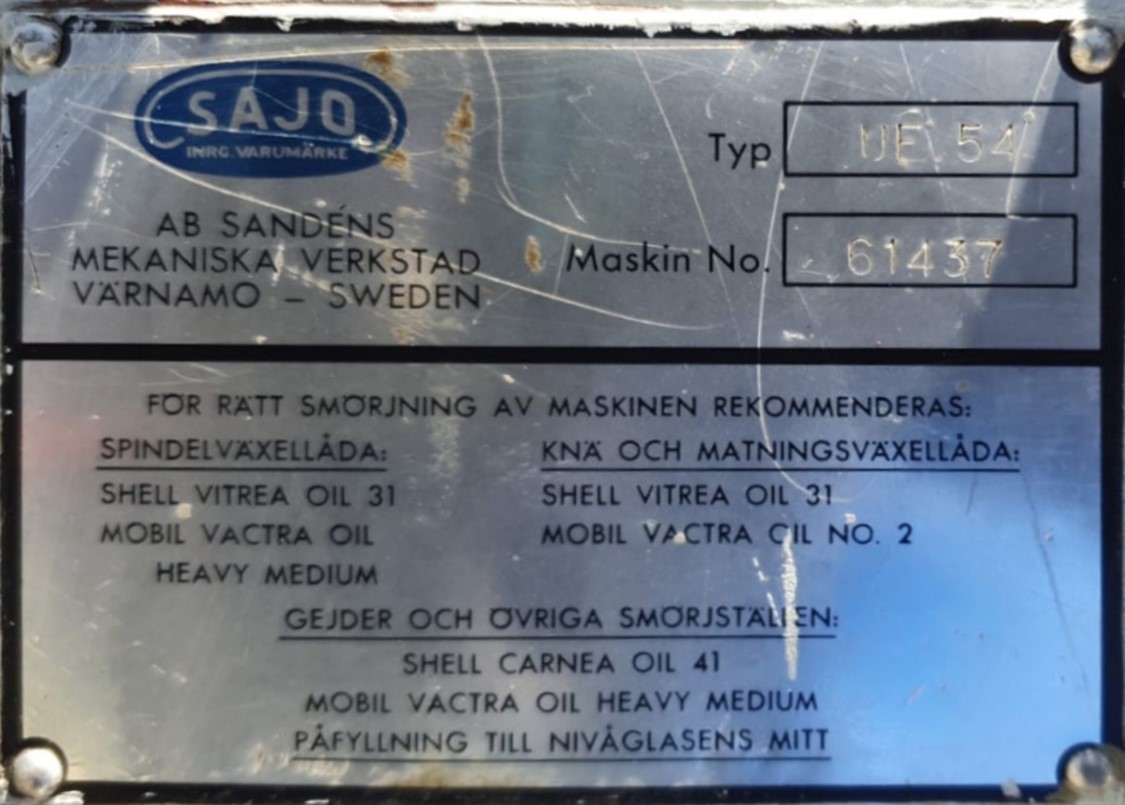 SAJO
INRG. VARUMÄRKE
AB SANDÉNS
MEKANISKA VERKSTAD
VÄRNAMO – SWEDEN
Typ UF 54
Maskin No. 61437
FÖR RÄTT SMÖRJNING AV MASKINEN REKOMMENDERAS:
SPINDELVÄXELLÅDA:
SHELL VITREA OIL 31
MOBIL VACTRA OIL
HEAVY MEDIUM
KNÄ OCH MATNINGSVÄXELLÅDA:
SHELL VITREA OIL 31
MOBIL VACTRA OIL NO. 2
GEJDER OCH ÖVRIGA SMÖRJSTÄLLEN:
SHELL CARNEA OIL 41
MOBIL VACTRA OIL HEAVY MEDIUM
PÅFYLLNING TILL NIVÅGLASENS MITT